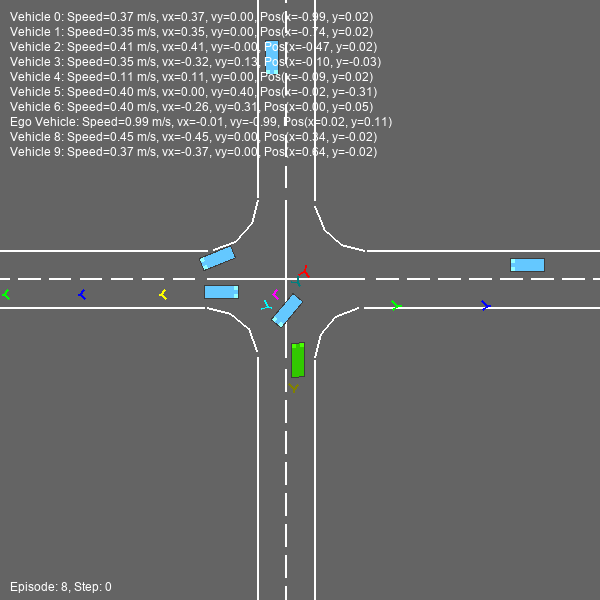 Vehicle 0: Speed=0.37 m/s, vx=0.37, vy=0.00, Pos(x=-0.99, y=0.02)
Vehicle 1: Speed=0.35 m/s, vx=0.35, vy=0.00, Pos(x=-0.74, y=0.02)
Vehicle 2: Speed=0.41 m/s, vx=0.41, vy=-0.00, Pos(x=-0.47, y=0.02)
Vehicle 3: Speed=0.35 m/s, vx=-0.32, vy=0.13, Pos(x=-0.10, y=-0.03)
Vehicle 4: Speed=0.11 m/s, vx=0.11, vy=0.00, Pos(x=-0.09, y=0.02)
Vehicle 5: Speed=0.40 m/s, vx=0.00, vy=0.40, Pos(x=-0.02, y=-0.31)
Vehicle 6: Speed=0.40 m/s, vx=-0.26, vy=0.31, Pos(x=0.00, y=0.05)
Ego Vehicle: Speed=0.99 m/s, vx=-0.01, vy=-0.99, Pos(x=0.02, y=0.11)
Vehicle 8: Speed=0.45 m/s, vx=-0.45, vy=0.00, Pos(x=0.34, y=-0.02)
Vehicle 9: Speed=0.37 m/s, vx=-0.37, vy=0.00, Pos(x=0.64, y=-0.02)
Episode: 8, Step: 0